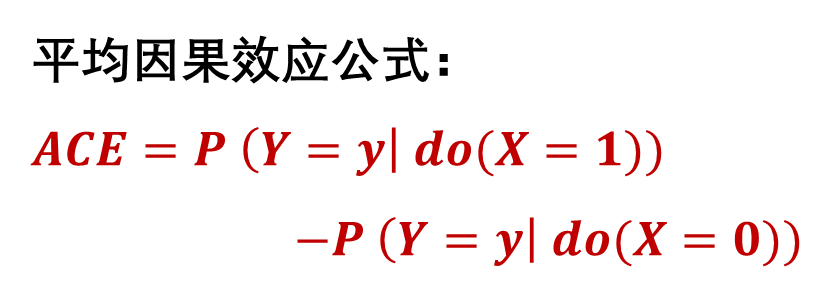 平均因果效应公式：
ACE = P (Y = y| do(X = 1))
−P (Y = y| do(X = 0))